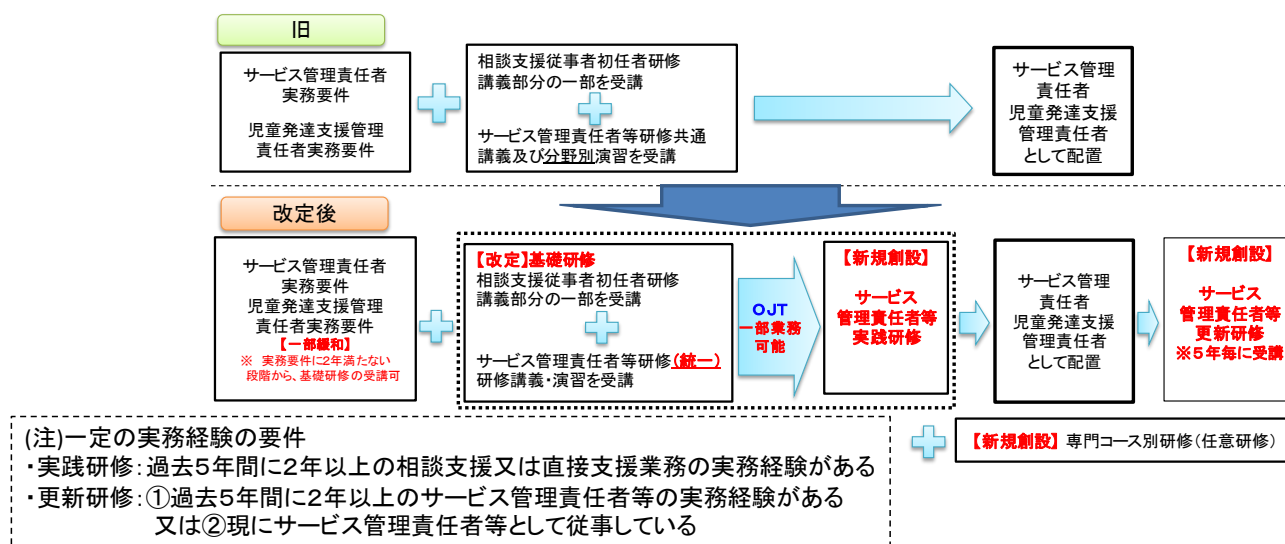 旧
サービス管理責任者
実務要件
児童発達支援管理
責任者実務要件
相談支援従事者初任者研修
講義部分の一部を受講
サービス管理責任者等研修共通
講義及び分野別演習を受講
サービス管理
責任者
児童発達支援
管理責任者
として配置
改定後
サービス管理責任者
実務要件
児童発達支援管理
責任者実務要件
【一部緩和】
※ 実務要件に2年満たない
段階から、基礎研修の受講可
【改定】基礎研修
相談支援従事者初任者研修
講義部分の一部を受講
サービス管理責任者等研修(統一)
研修講義・演習を受講
OJT
一部業務
可能
【新規創設】
サービス
管理責任者等
実践研修
サービス管理
責任者
児童発達支援
管理責任者
として配置
【新規創設】
サービス
管理責任者等
更新研修
※5年毎に受講
(注)一定の実務経験の要件
・実践研修：過去5年間に2年以上の相談支援又は直接支援業務の実務経験がある
・更新研修：①過去5年間に2年以上のサービス管理責任者等の実務経験がある
又は②現にサービス管理責任者等として従事している
【新規創設】 専門コース別研修(任意研修)